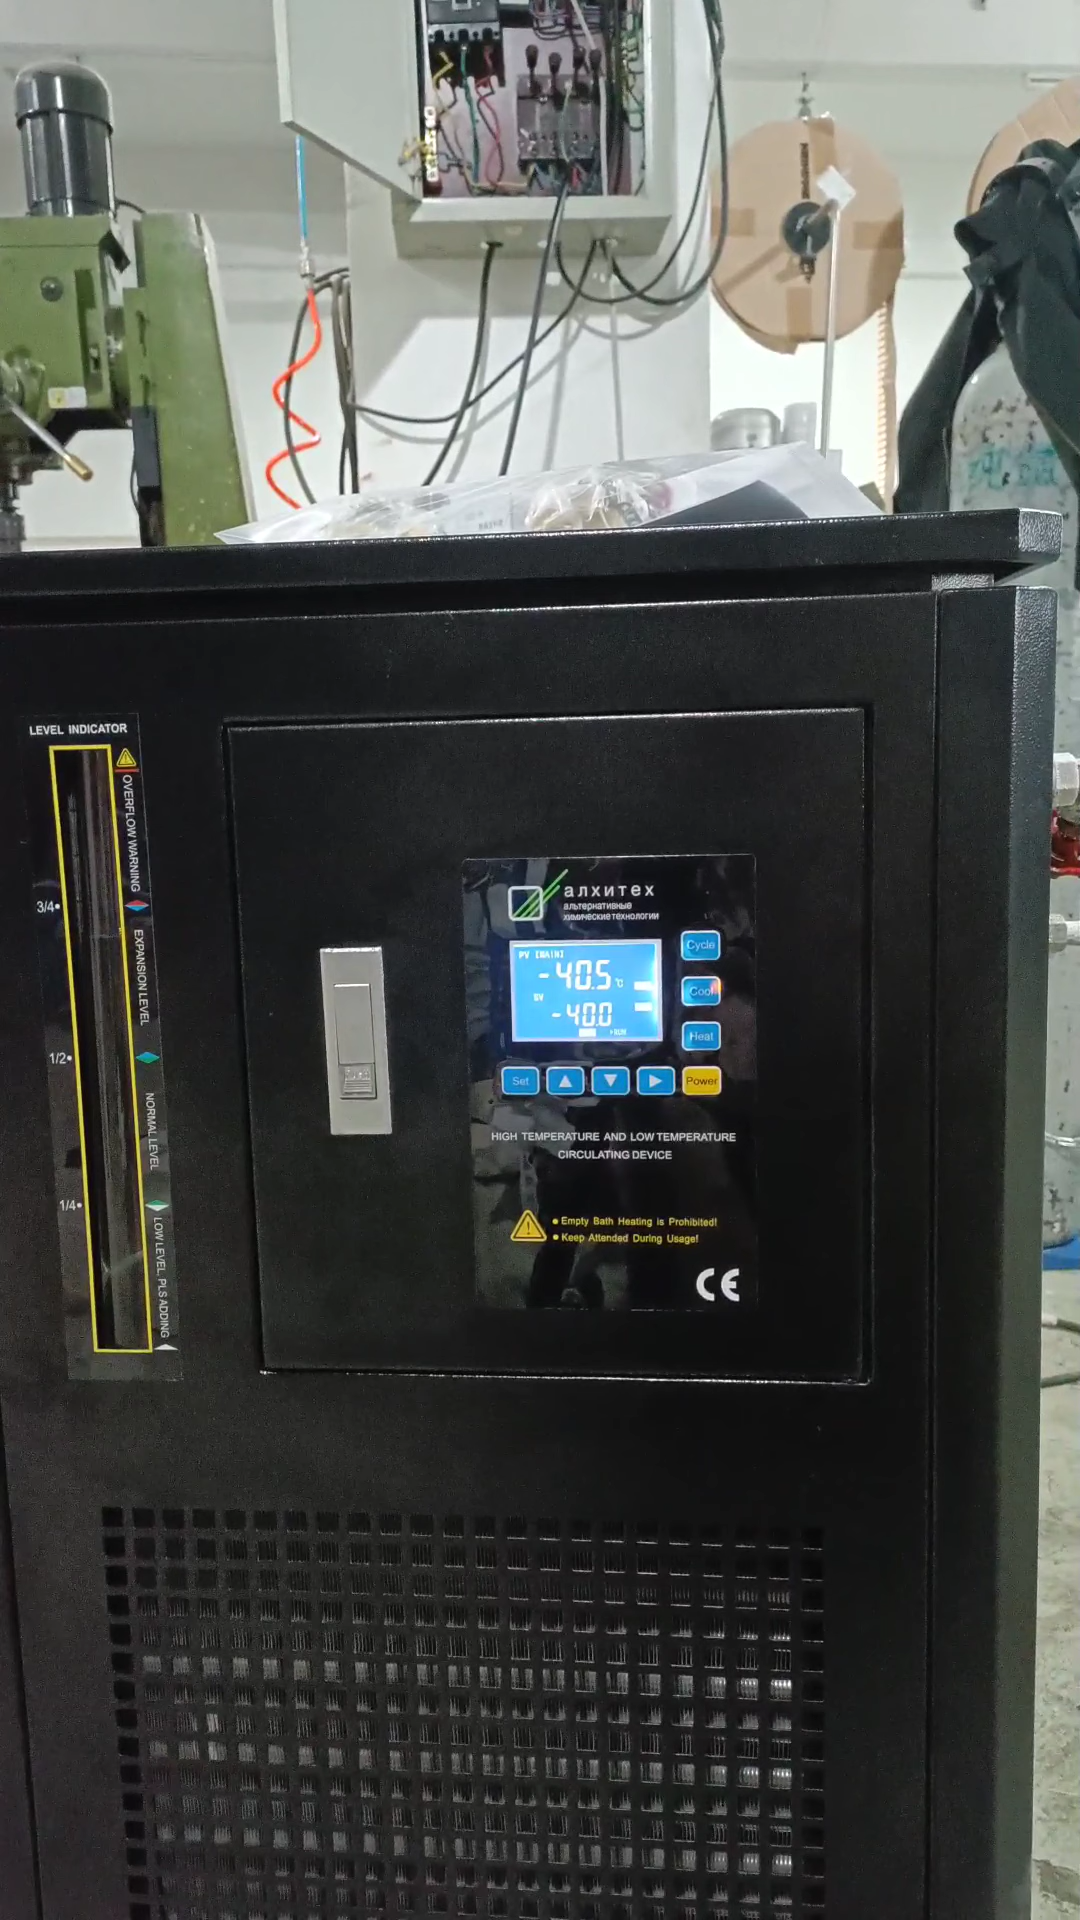 LEVEL INDICATOR
OVERFLOW WARNING
3/4
EXPANSION LEVEL
1/2
NORMAL LEVEL
1/4
LOW LEVEL, PLS ADDING
алхитех
альтернативные
химические технологии
PV [MAIN]
-40.5 °C
SV
-40.0
RUN
Cycle
Cool
Heat
Set
Power
HIGH TEMPERATURE AND LOW TEMPERATURE
CIRCULATING DEVICE
Empty Bath Heating is Prohibited!
Keep Attended During Usage!
CE